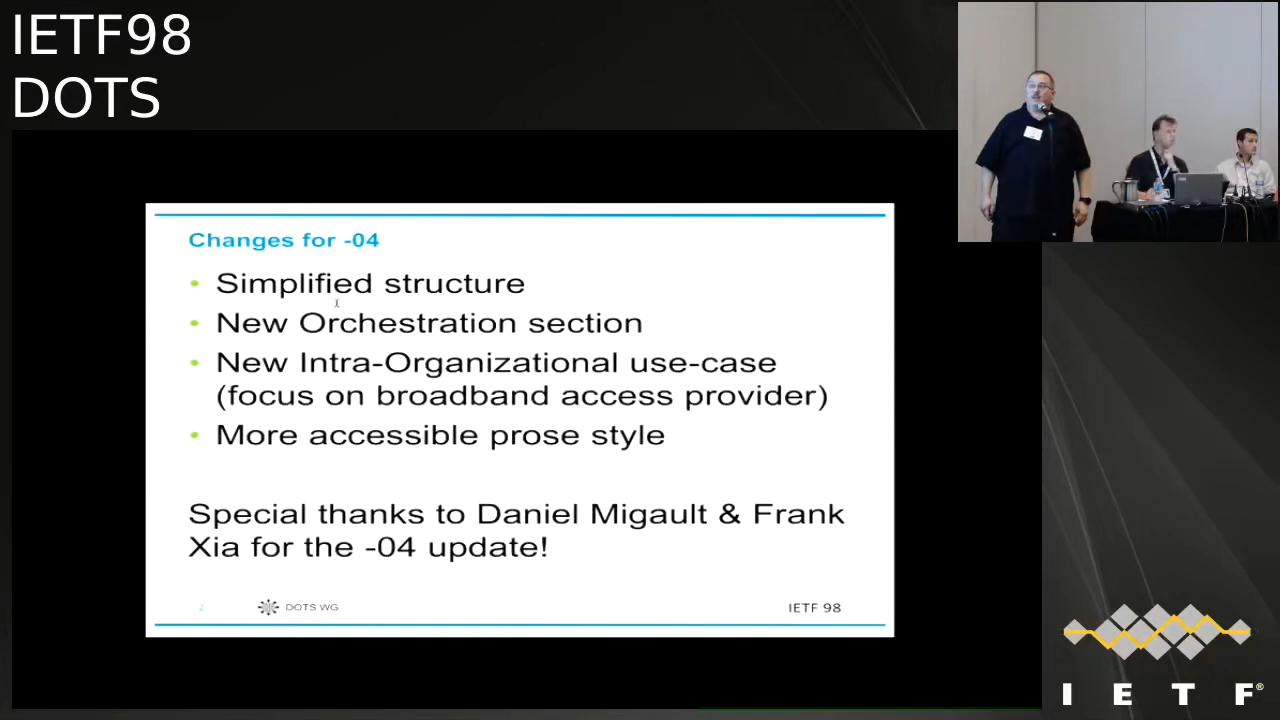 IETF98
DOTS
Changes for -04
• Simplified structure
• New Orchestration section
• New Intra-Organizational use-case
(focus on broadband access provider)
• More accessible prose style
Special thanks to Daniel Migault & Frank
Xia for the -04 update!
2 DOTS WG IETF 98
I E T F®